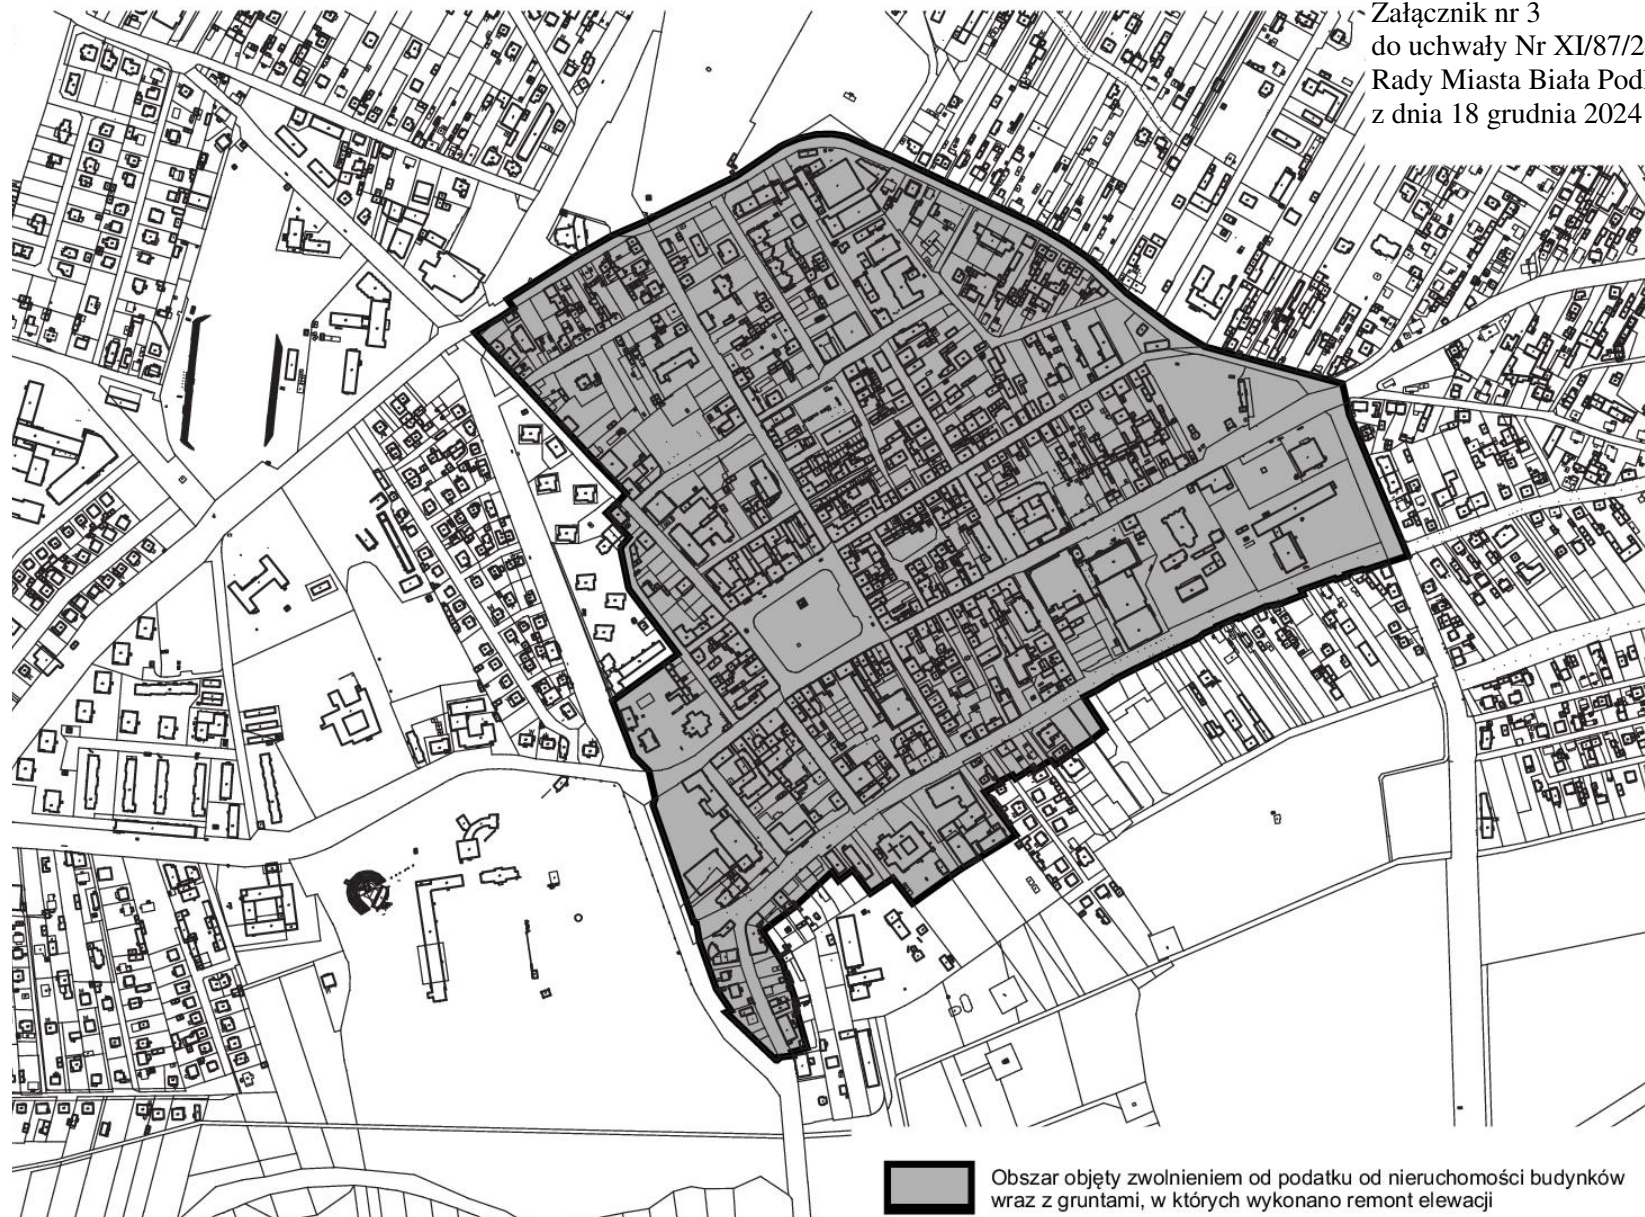 Załącznik nr 3
do uchwały Nr XI/87/2
Rady Miasta Biała
z dnia 18 grudnia 2024
Obszar objęty zwolnieniem od podatku od nieruchomości budynków
wraz z gruntami, w których wykonano remont elewacji